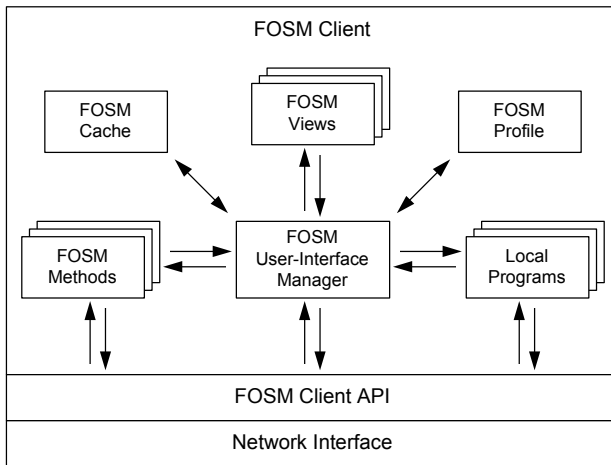 FOSM Client
FOSM
Cache
FOSM
Views
FOSM
Profile
FOSM
Methods
FOSM
User-Interface
Manager
Local
Programs
FOSM Client API
Network Interface